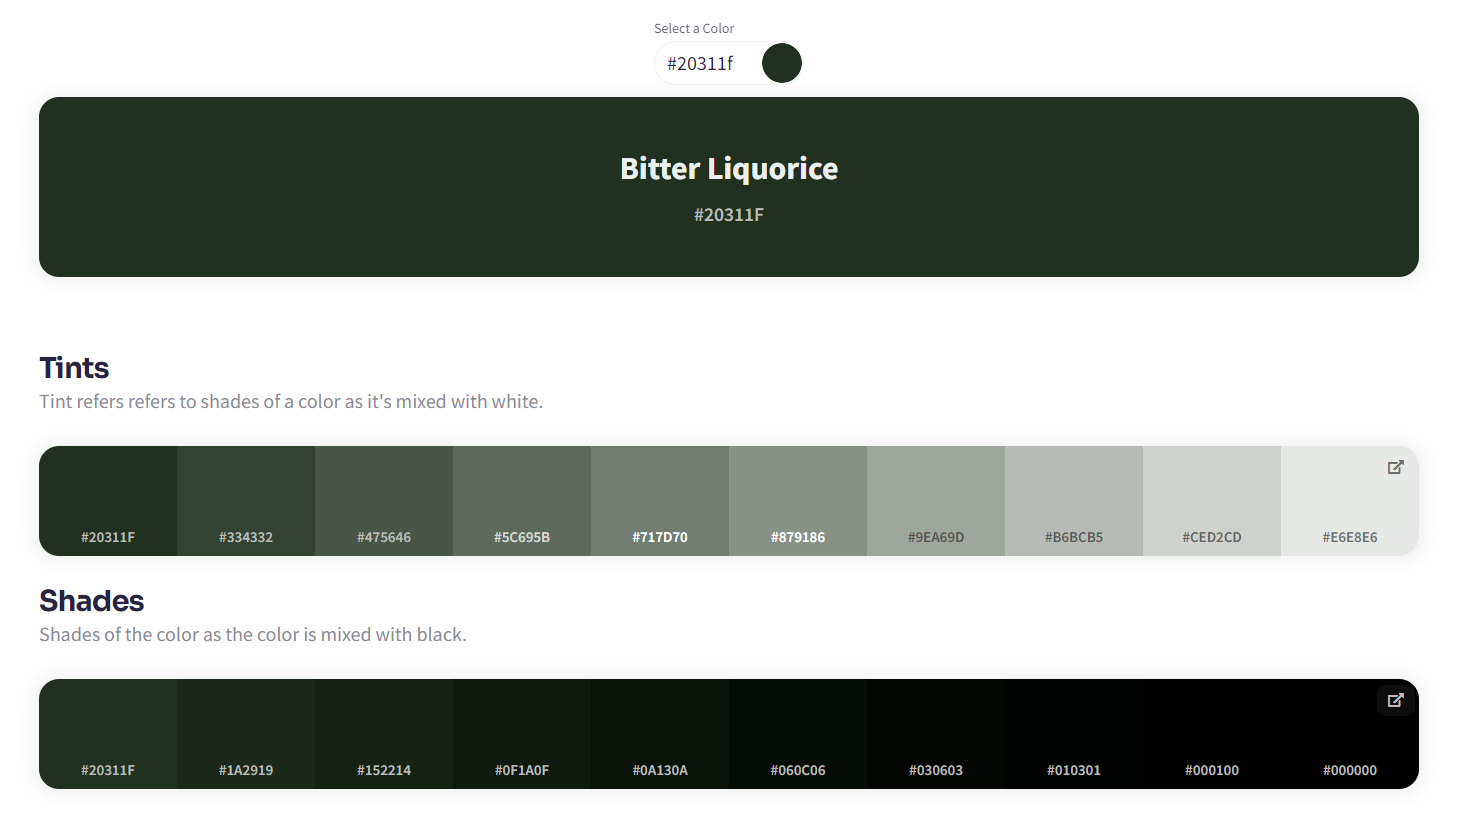 Select a Color
#20311f
Bitter Liquorice
#20311F
Tints
Tint refers refers to shades of a color as it's mixed with white.
#20311F #334332 #475646 #5C695B #717D70 #879186 #9EA69D #B6BCB5 #CED2CD #E6E8E6
Shades
Shades of the color as the color is mixed with black.
#20311F #1A2919 #152214 #0F1A0F #0A130A #060C06 #030603 #010301 #000100 #000000